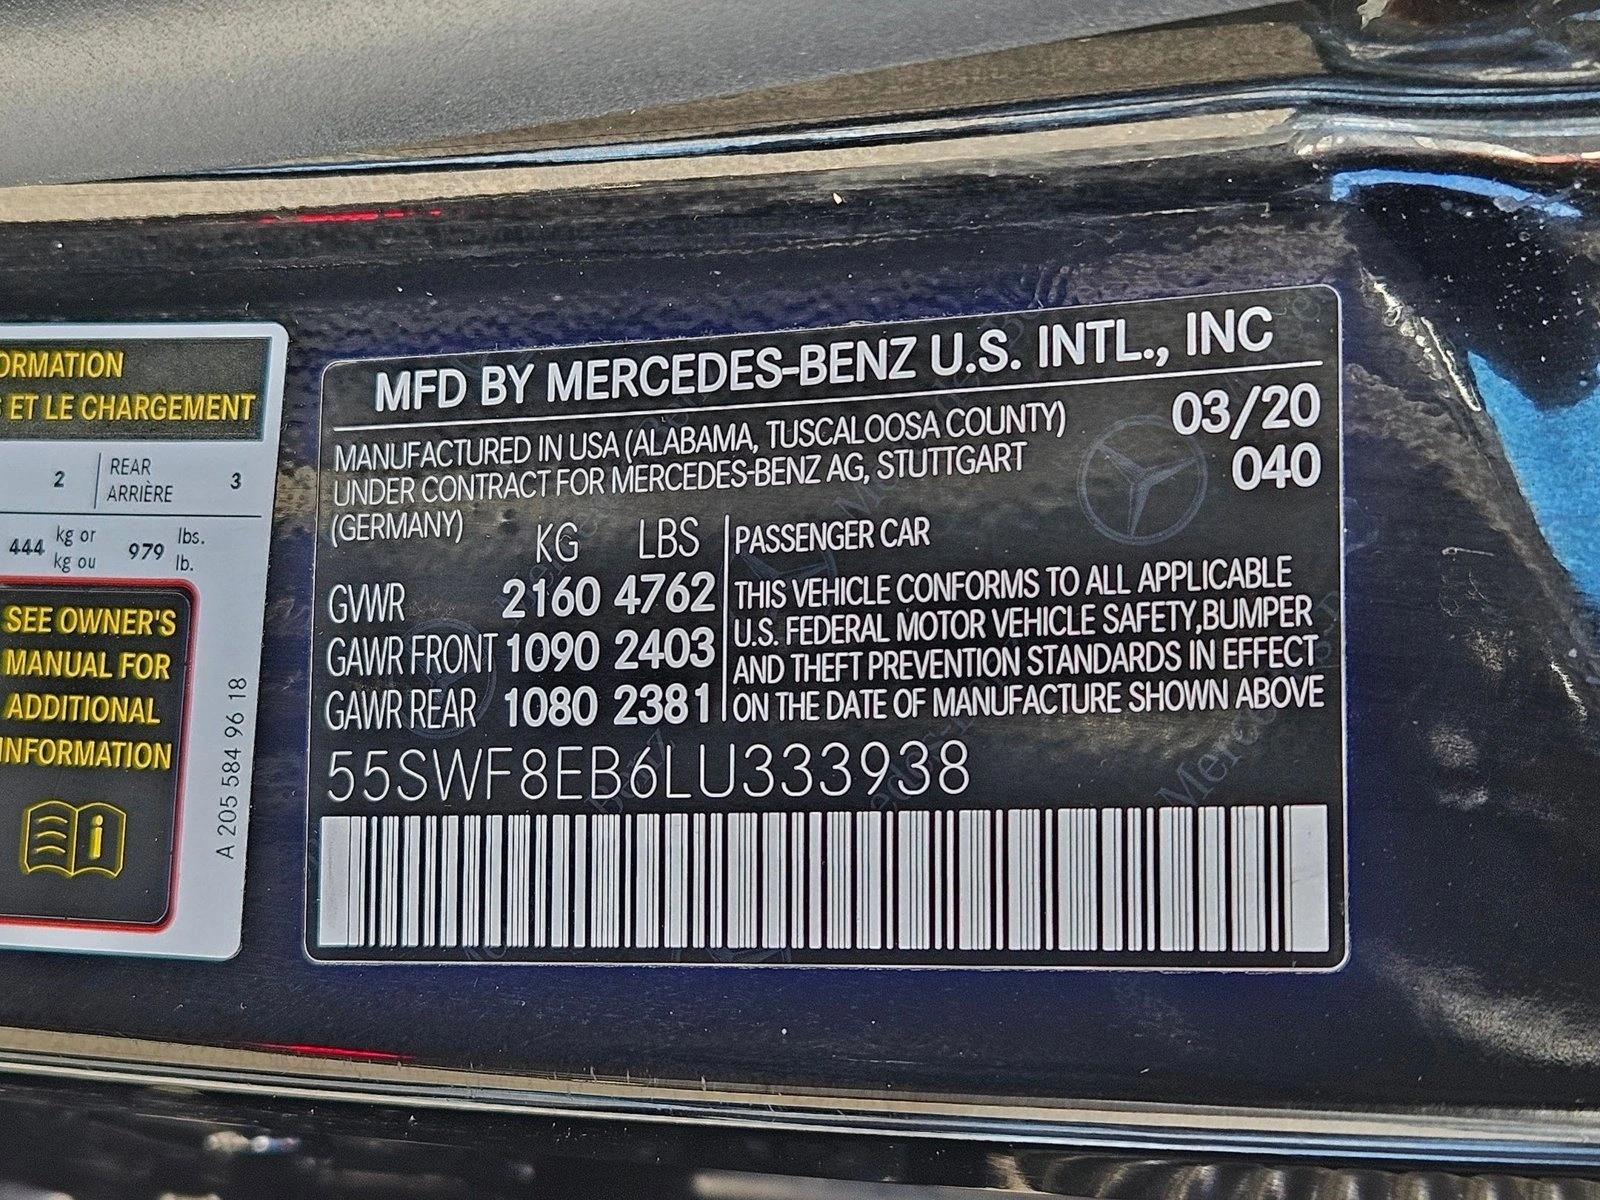 ORMATION
ET LE CHARGEMENT
2 REAR 3
ARRIÈRE
444 kg or 979 lbs.
kg ou lb.
SEE OWNER'S
MANUAL FOR
ADDITIONAL
INFORMATION
i
A 205 584 96 18
MFD BY MERCEDES-BENZ U.S. INTL., INC
MANUFACTURED IN USA (ALABAMA, TUSCALOOSA COUNTY) 03/20
UNDER CONTRACT FOR MERCEDES-BENZ AG, STUTTGART 040
(GERMANY)
KG LBS
GVWR 2160 4762
GAWR FRONT 1090 2403
GAWR REAR 1080 2381
PASSENGER CAR
THIS VEHICLE CONFORMS TO ALL APPLICABLE
U.S. FEDERAL MOTOR VEHICLE SAFETY,BUMPER
AND THEFT PREVENTION STANDARDS IN EFFECT
ON THE DATE OF MANUFACTURE SHOWN ABOVE
55SWF8EB6LU333938